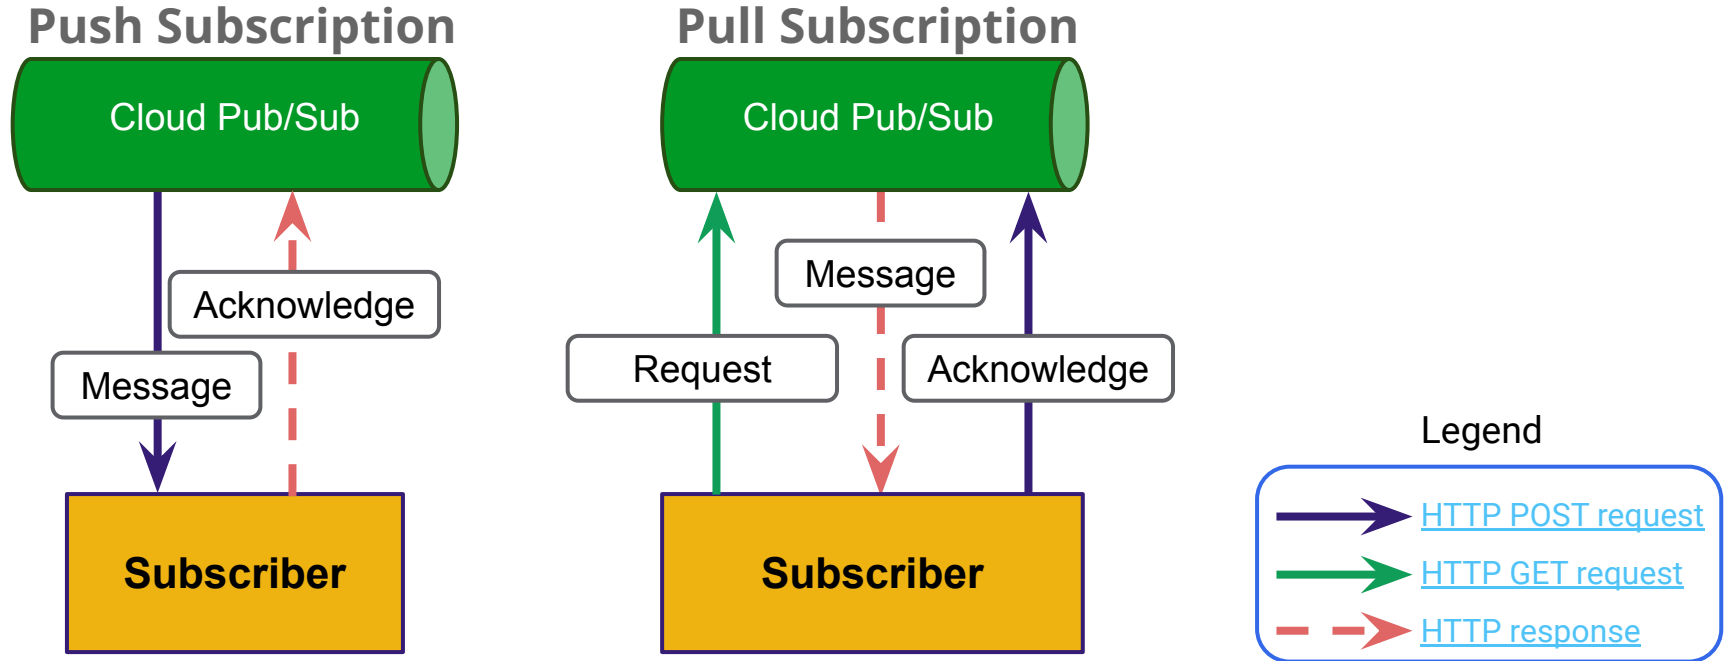 Push Subscription
Cloud Pub/Sub
Acknowledge
Message
Subscriber
Pull Subscription
Cloud Pub/Sub
Message
Request
Acknowledge
Subscriber
Legend
HTTP POST request
HTTP GET request
HTTP response